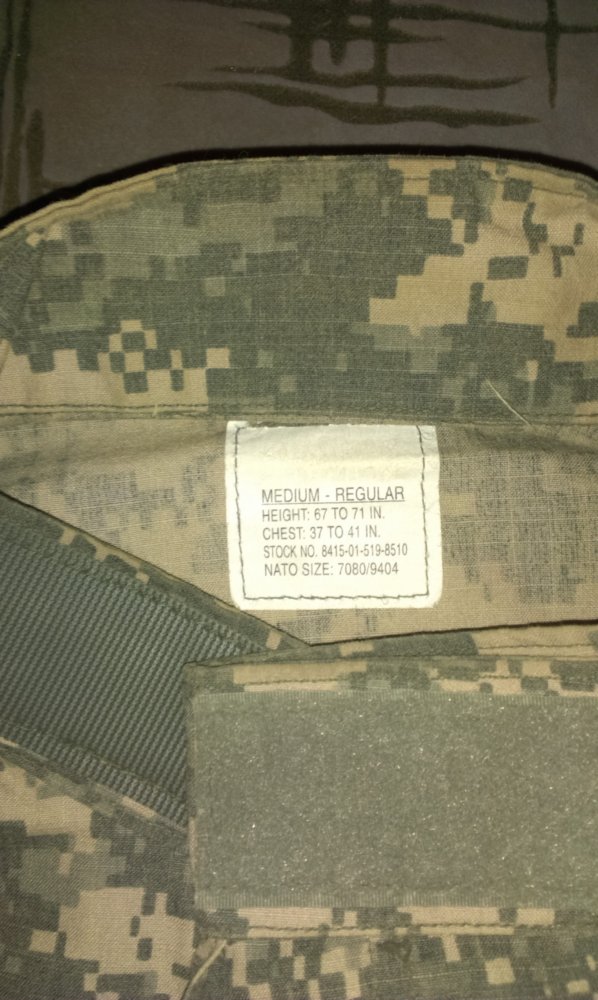 MEDIUM - REGULAR
HEIGHT: 67 TO 71 IN.
CHEST: 37 TO 41 IN.
STOCK NO. 8415-01-519-8510
NATO SIZE: 7080/9404